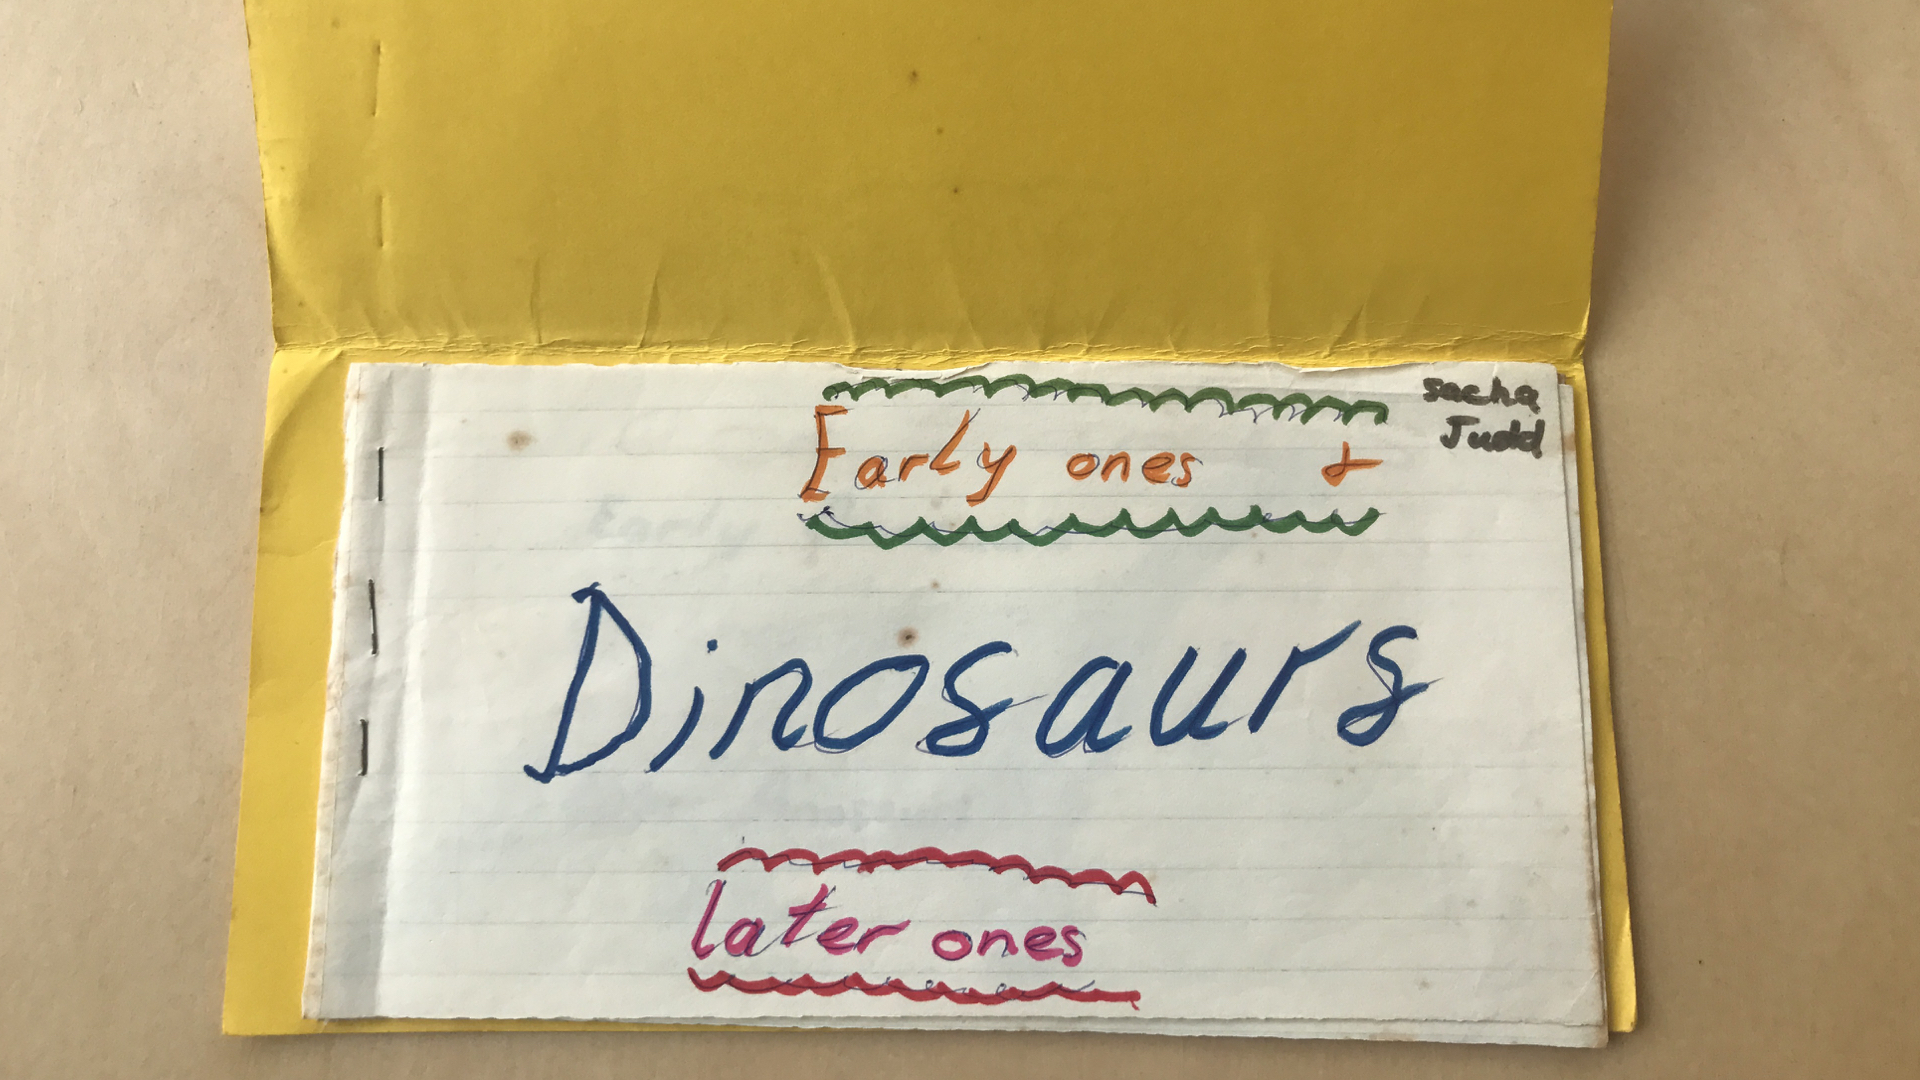 sacha
Judd
Early ones &
Dinosaurs
later ones